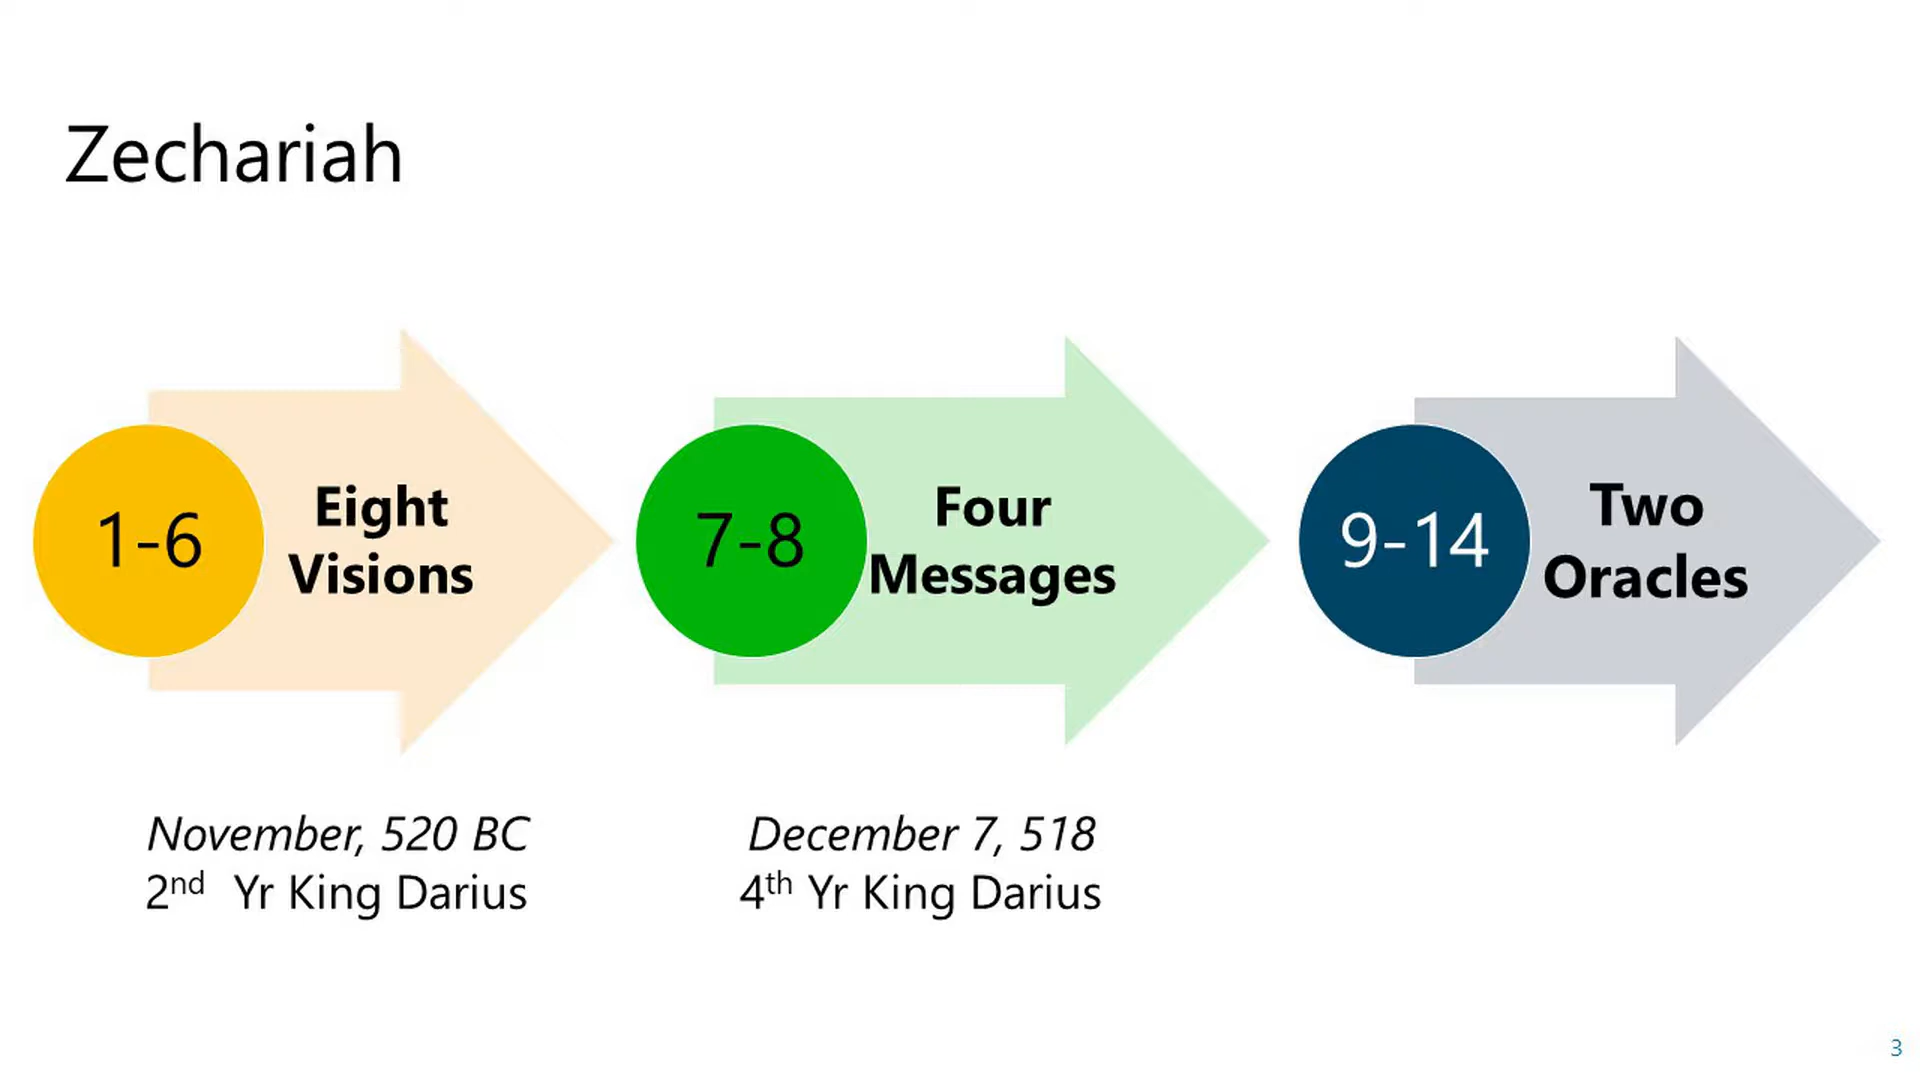 Zechariah
1-6
Eight
Visions
7-8
Four
Messages
9-14
Two
Oracles
November, 520 BC
2nd Yr King Darius
December 7, 518
4th Yr King Darius
3